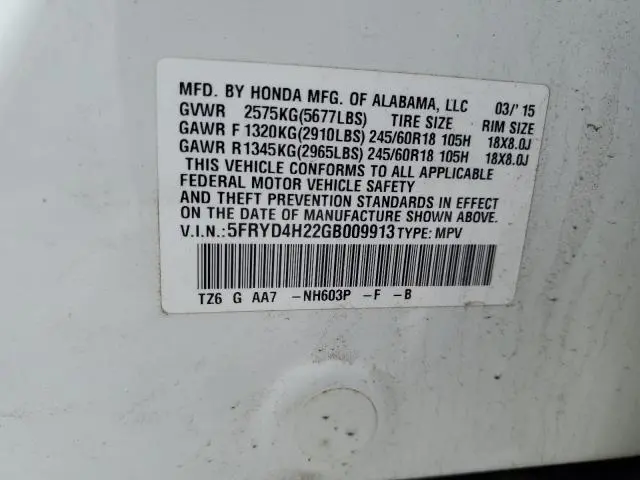 MFD. BY HONDA MFG. OF ALABAMA, LLC 03/'15
GVWR 2575KG(5677LBS) TIRE SIZE RIM SIZE
GAWR F 1320KG(2910LBS) 245/60R18 105H 18X8.0J
GAWR R1345KG(2965LBS) 245/60R18 105H 18X8.0J
THIS VEHICLE CONFORMS TO ALL APPLICABLE
FEDERAL MOTOR VEHICLE SAFETY
AND THEFT PREVENTION STANDARDS IN EFFECT
ON THE DATE OF MANUFACTURE SHOWN ABOVE.
V.I.N.: 5FRYD4H22GB009913 TYPE: MPV
TZ6 G AA7 -NH603P -F -B